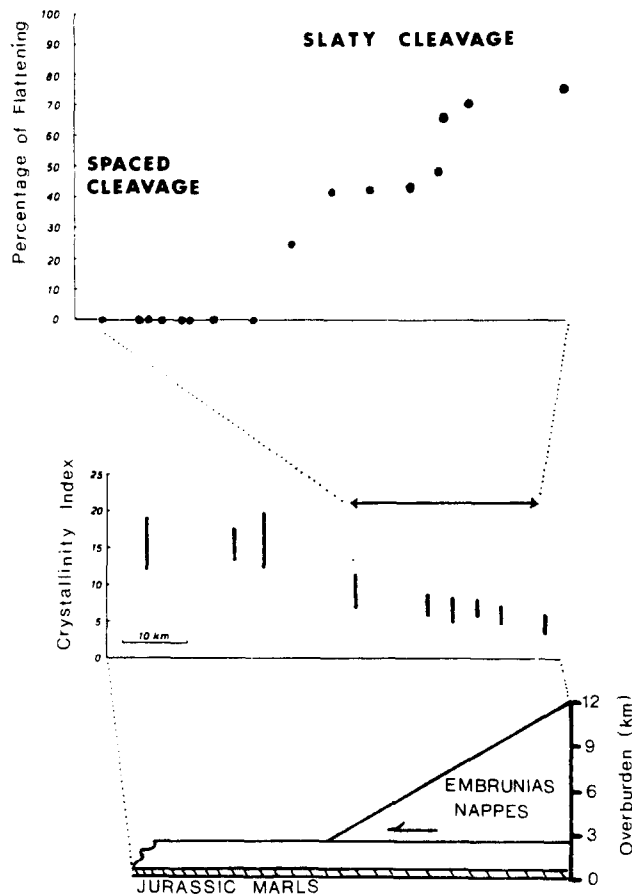 SLATY CLEAVAGE
Percentage of Flattening
100
90
80
70
60
50
40
30
20
10
0
SPACED
CLEAVAGE
Crystallinity Index
25
20
15
10
5
0
10 km
12
9
6
3
0
Overburden (km)
EMBRUNIAS
NAPPES
JURASSIC MARLS